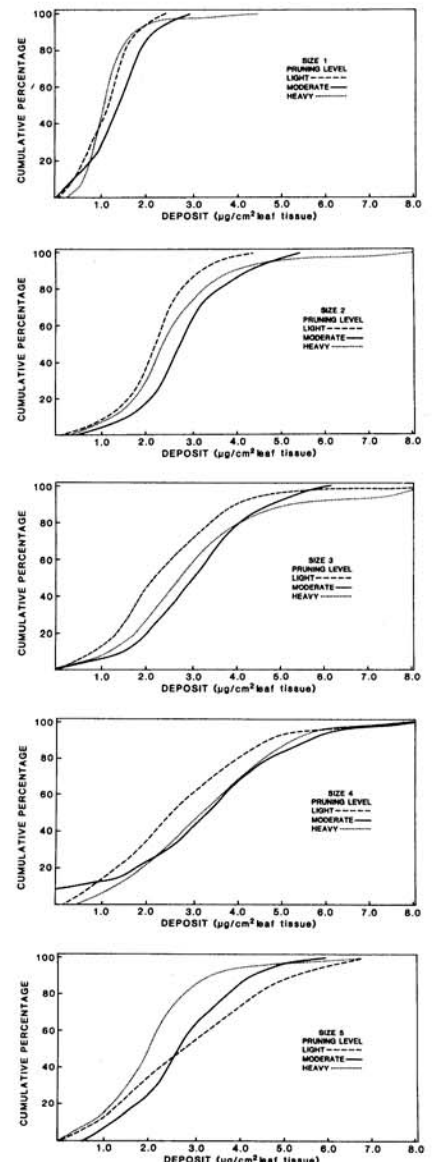 100
80
60
40
20
CUMULATIVE PERCENTAGE
SIZE 1
PRUNING LEVEL
LIGHT
MODERATE
HEAVY
1.0 2.0 3.0 4.0 5.0 6.0 7.0 8.0
DEPOSIT (µg/cm² leaf tissue)
100
80
60
40
20
CUMULATIVE PERCENTAGE
SIZE 2
PRUNING LEVEL
LIGHT
MODERATE
HEAVY
1.0 2.0 3.0 4.0 5.0 6.0 7.0 8.0
DEPOSIT (µg/cm² leaf tissue)
100
80
60
40
20
CUMULATIVE PERCENTAGE
SIZE 3
PRUNING LEVEL
LIGHT
MODERATE
HEAVY
1.0 2.0 3.0 4.0 5.0 6.0 7.0 8.0
DEPOSIT (µg/cm² leaf tissue)
100
80
60
40
20
CUMULATIVE PERCENTAGE
SIZE 4
PRUNING LEVEL
LIGHT
MODERATE
HEAVY
1.0 2.0 3.0 4.0 5.0 6.0 7.0 8.0
DEPOSIT (µg/cm² leaf tissue)
100
80
60
40
20
CUMULATIVE PERCENTAGE
SIZE 5
PRUNING LEVEL
LIGHT
MODERATE
HEAVY
1.0 2.0 3.0 4.0 5.0 6.0 7.0 8.0
DEPOSIT (µg/cm² leaf tissue)